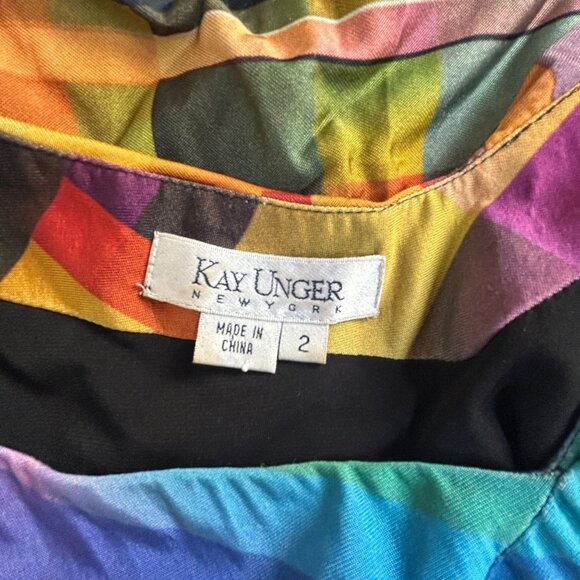 KAY UNGER
NEW YORK
MADE IN
CHINA
2